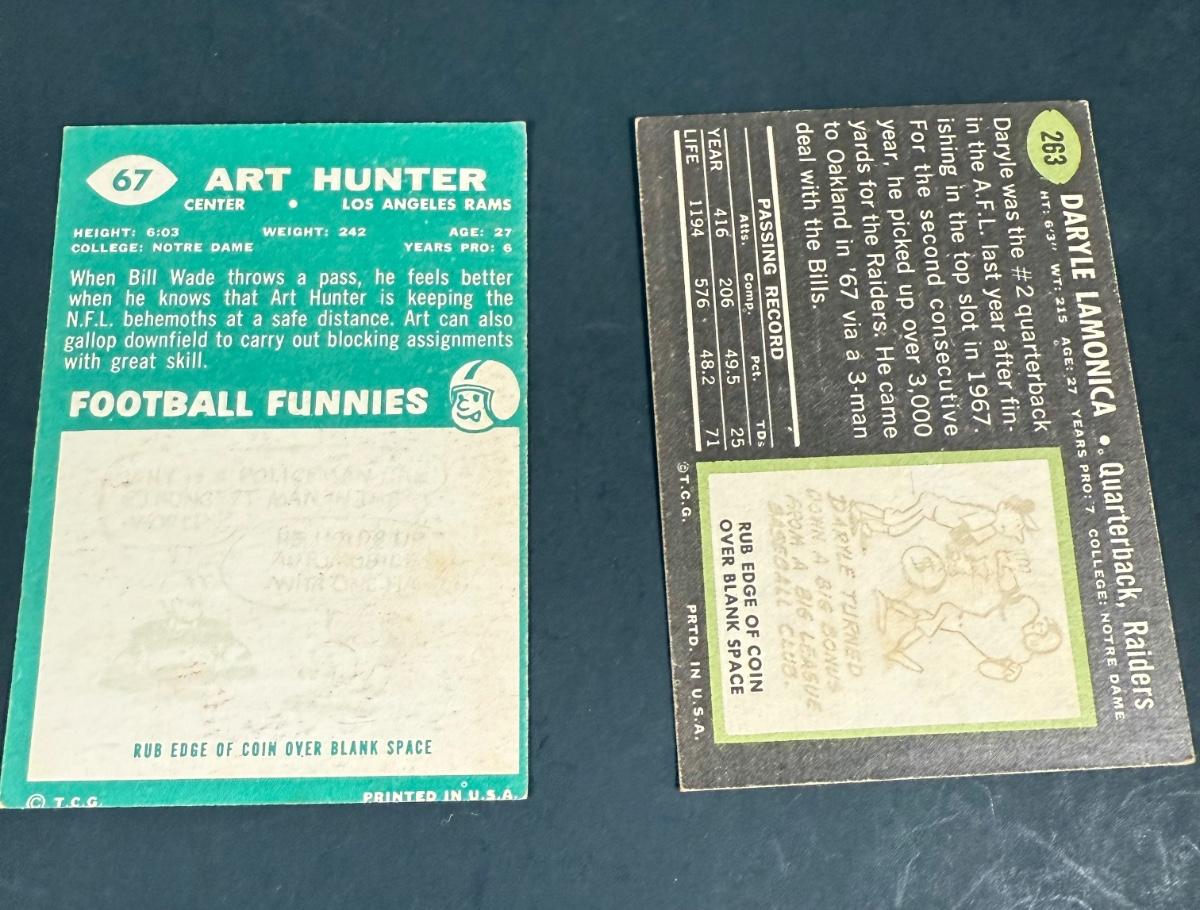 67
ART HUNTER
CENTER • LOS ANGELES RAMS
HEIGHT: 6:03 WEIGHT: 242 AGE: 27
COLLEGE: NOTRE DAME YEARS PRO: 6
When Bill Wade throws a pass, he feels better
when he knows that Art Hunter is keeping the
N.F.L. behemoths at a safe distance. Art can also
gallop downfield to carry out blocking assignments
with great skill.
FOOTBALL FUNNIES
RUB EDGE OF COIN OVER BLANK SPACE
© T.C.G. PRINTED IN U.S.A.
263
DARYLE LAMONICA • Quarterback, Raiders
HT: 6'3" WT: 215 AGE: 27 YEARS PRO: 7 COLLEGE: NOTRE DAME
Daryle was the #2 quarterback
in the A.F.L. last year after fin-
ishing in the top slot in 1967.
For the second consecutive
year, he picked up over 3,000
yards for the Raiders. He came
to Oakland in '67 via a 3-man
deal with the Bills.
PASSING RECORD
Atts. Comp. Pct. TDs
YEAR 416 206 49.5 25
LIFE 1194 576 48.2 71
DARYLE TURNED
DOWN A BIG BONUS
FROM A BIG LEAGUE
BASEBALL CLUB.
RUB EDGE OF COIN
OVER BLANK SPACE
© T.C.G. PRTD. IN U.S.A.